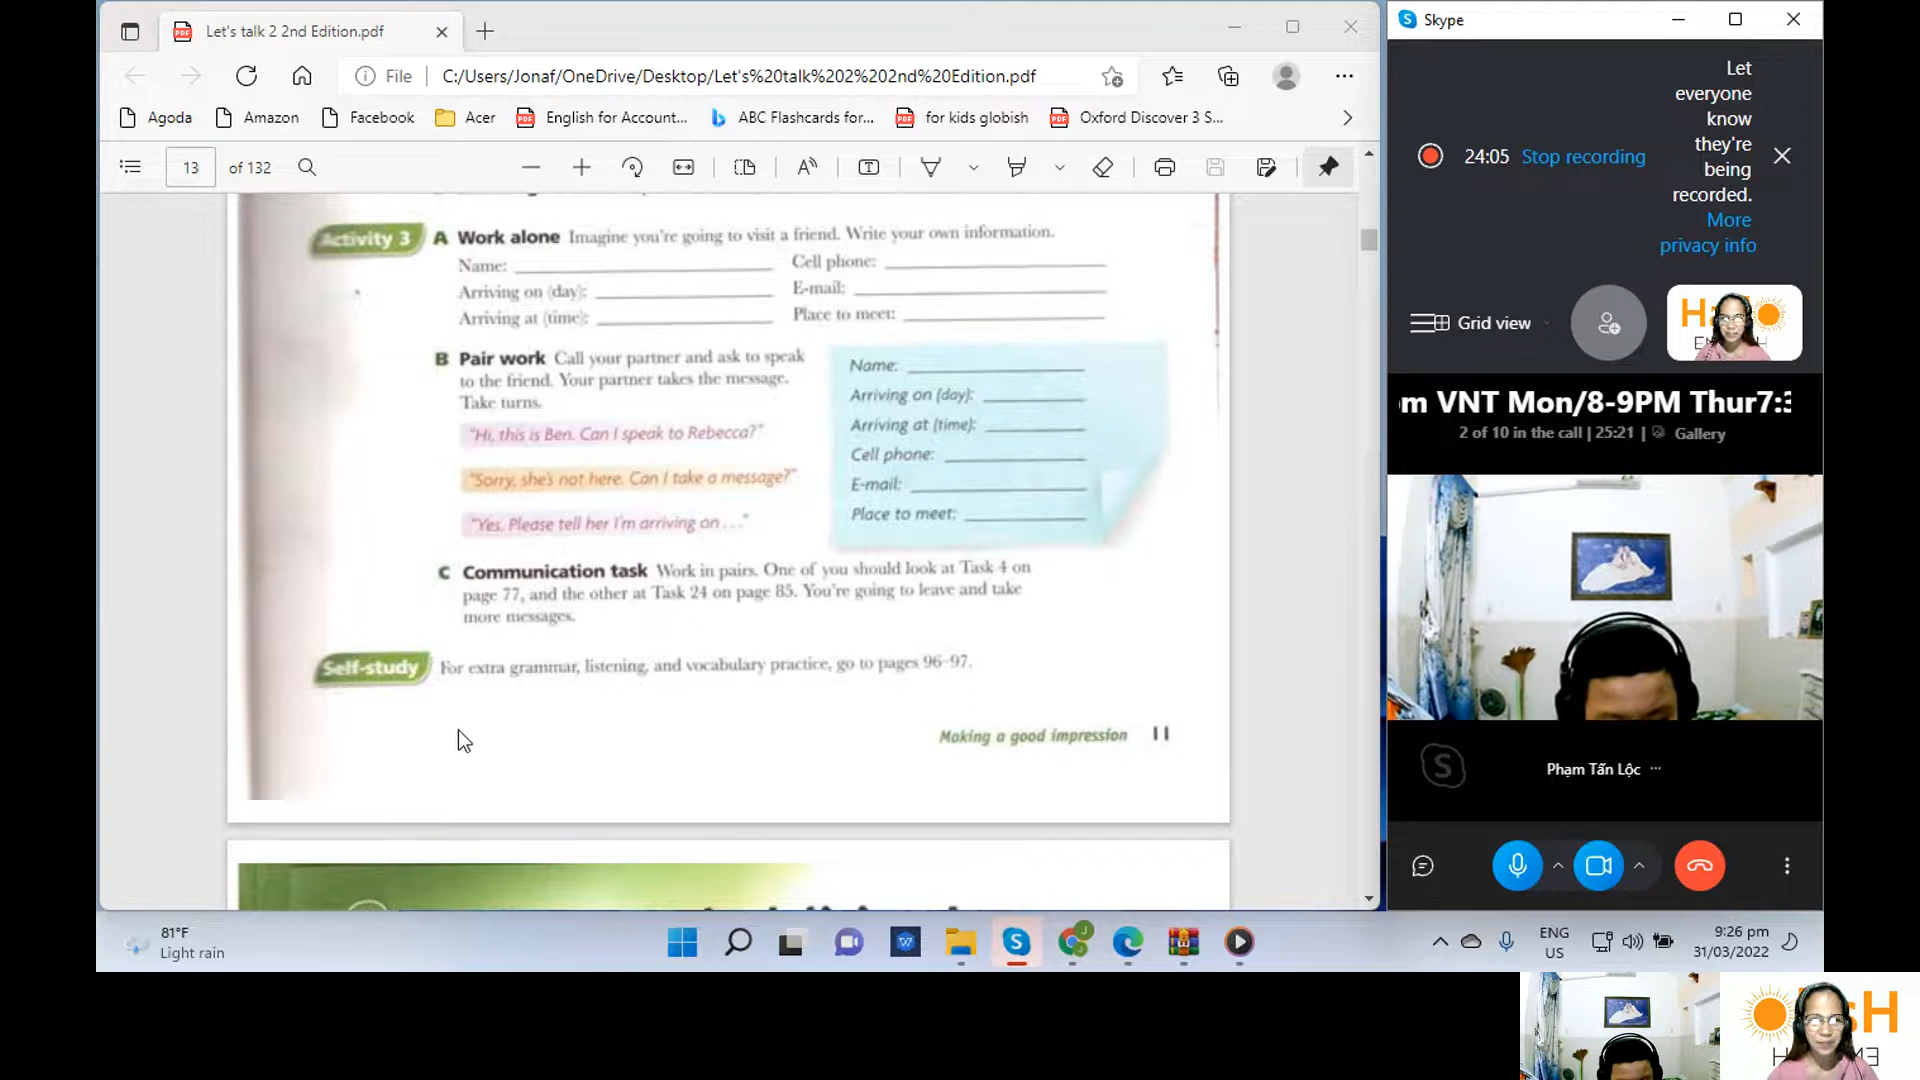 Let's talk 2 2nd Edition.pdf
File
C:/Users/Jonaf/OneDrive/Desktop/Let's%20talk%202%202nd%20Edition.pdf
Agoda
Amazon
Facebook
Acer
English for Account...
ABC Flashcards for...
for kids globish
Oxford Discover 3 S...
13 of 132
Activity 3
A Work alone Imagine you're going to visit a friend. Write your own information.
Name:
Cell phone:
Arriving on (day):
E-mail:
Arriving at (time):
Place to meet:
B Pair work Call your partner and ask to speak
to the friend. Your partner takes the message.
Take turns.
"Hi, this is Ben. Can I speak to Rebecca?"
"Sorry, she's not here. Can I take a message?"
"Yes. Please tell her I'm arriving on . . ."
Name:
Arriving on (day):
Arriving at (time):
Cell phone:
E-mail:
Place to meet:
C Communication task Work in pairs. One of you should look at Task 4 on
page 77, and the other at Task 24 on page 85. You're going to leave and take
more messages.
Self-study For extra grammar, listening, and vocabulary practice, go to pages 96–97.
Making a good impression 11
Skype
24:05 Stop recording
Let
everyone
know
they're
being
recorded.
More
privacy info
Grid view
m VNT Mon/8-9PM Thur7:3
2 of 10 in the call | 25:21 | Gallery
Phạm Tấn Lộc
81°F
Light rain
ENG
US
9:26 pm
31/03/2022